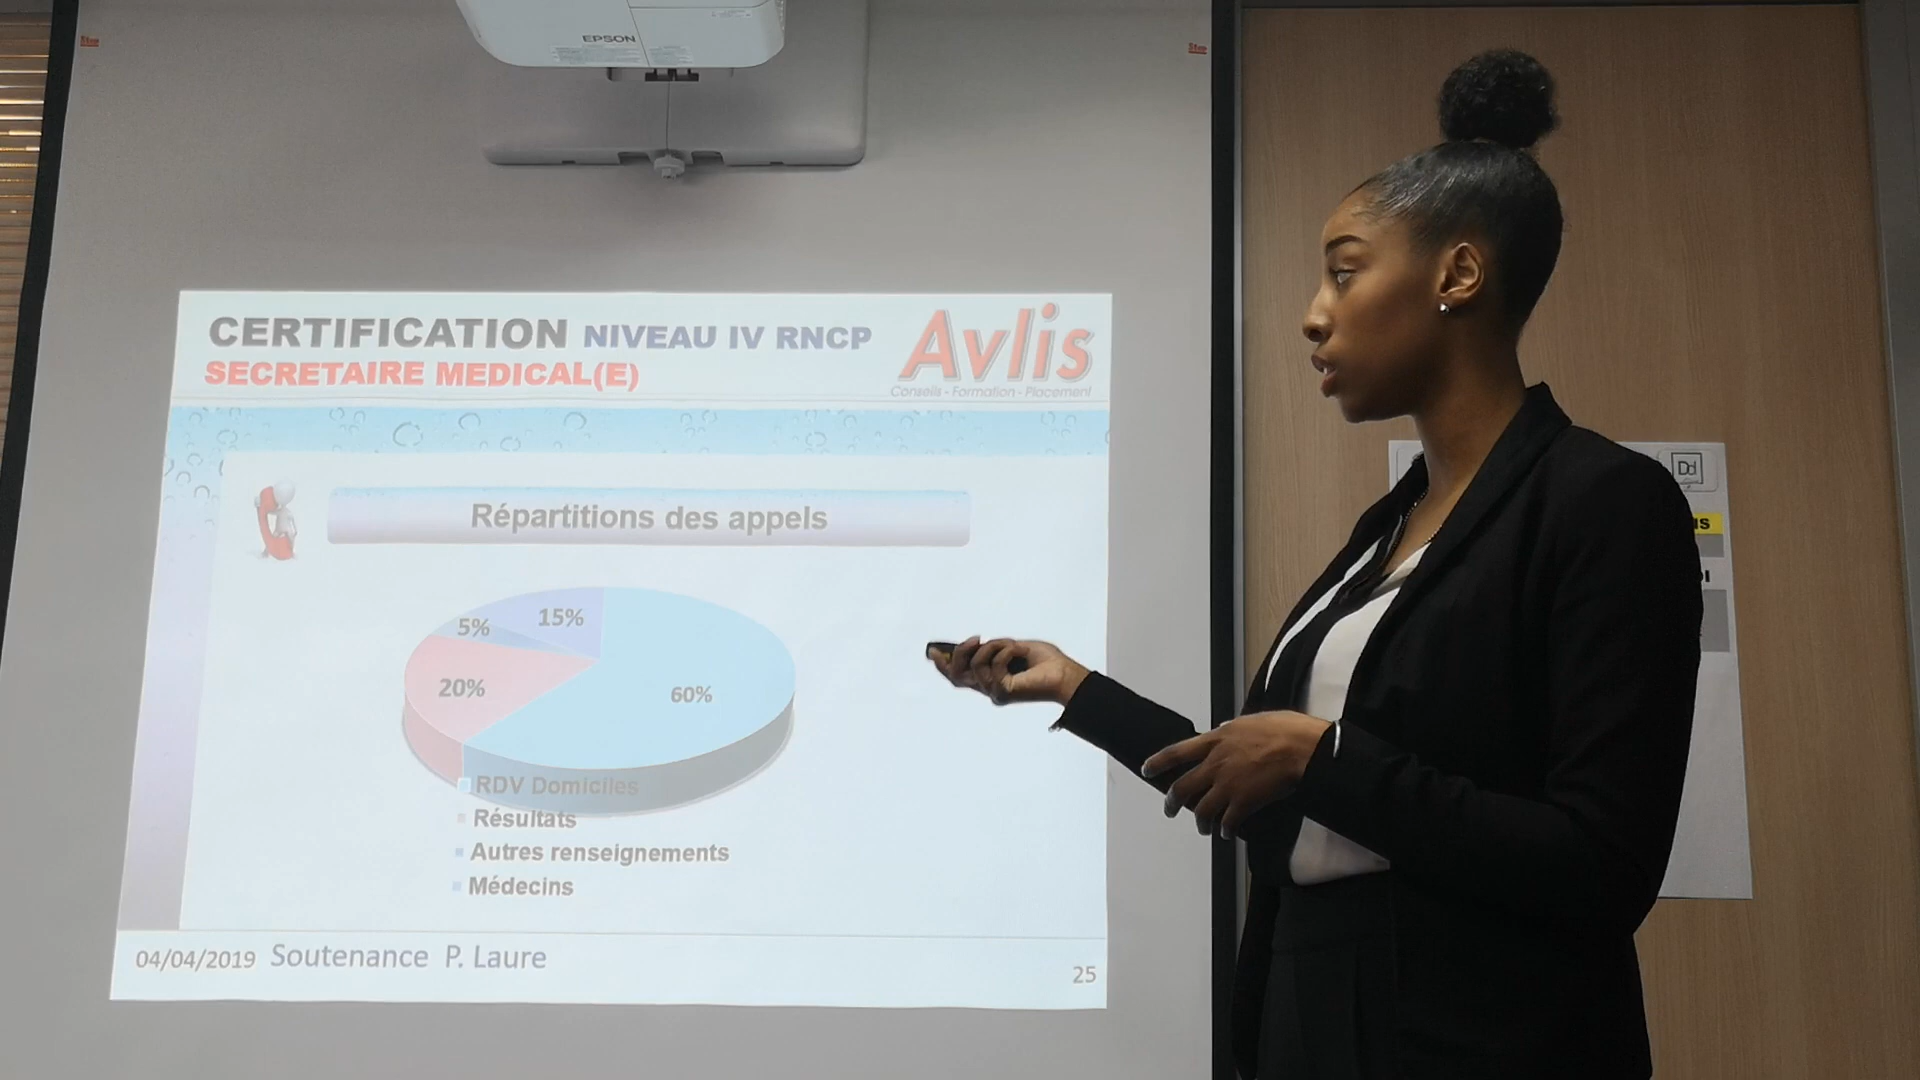 EPSON
CERTIFICATION NIVEAU IV RNCP
SECRETAIRE MEDICAL(E)
Avlis
Conseils - Formation - Placement
Répartitions des appels
15%
5%
20%
60%
RDV Domiciles
Résultats
Autres renseignements
Médecins
04/04/2019 Soutenance P. Laure
25
Dd